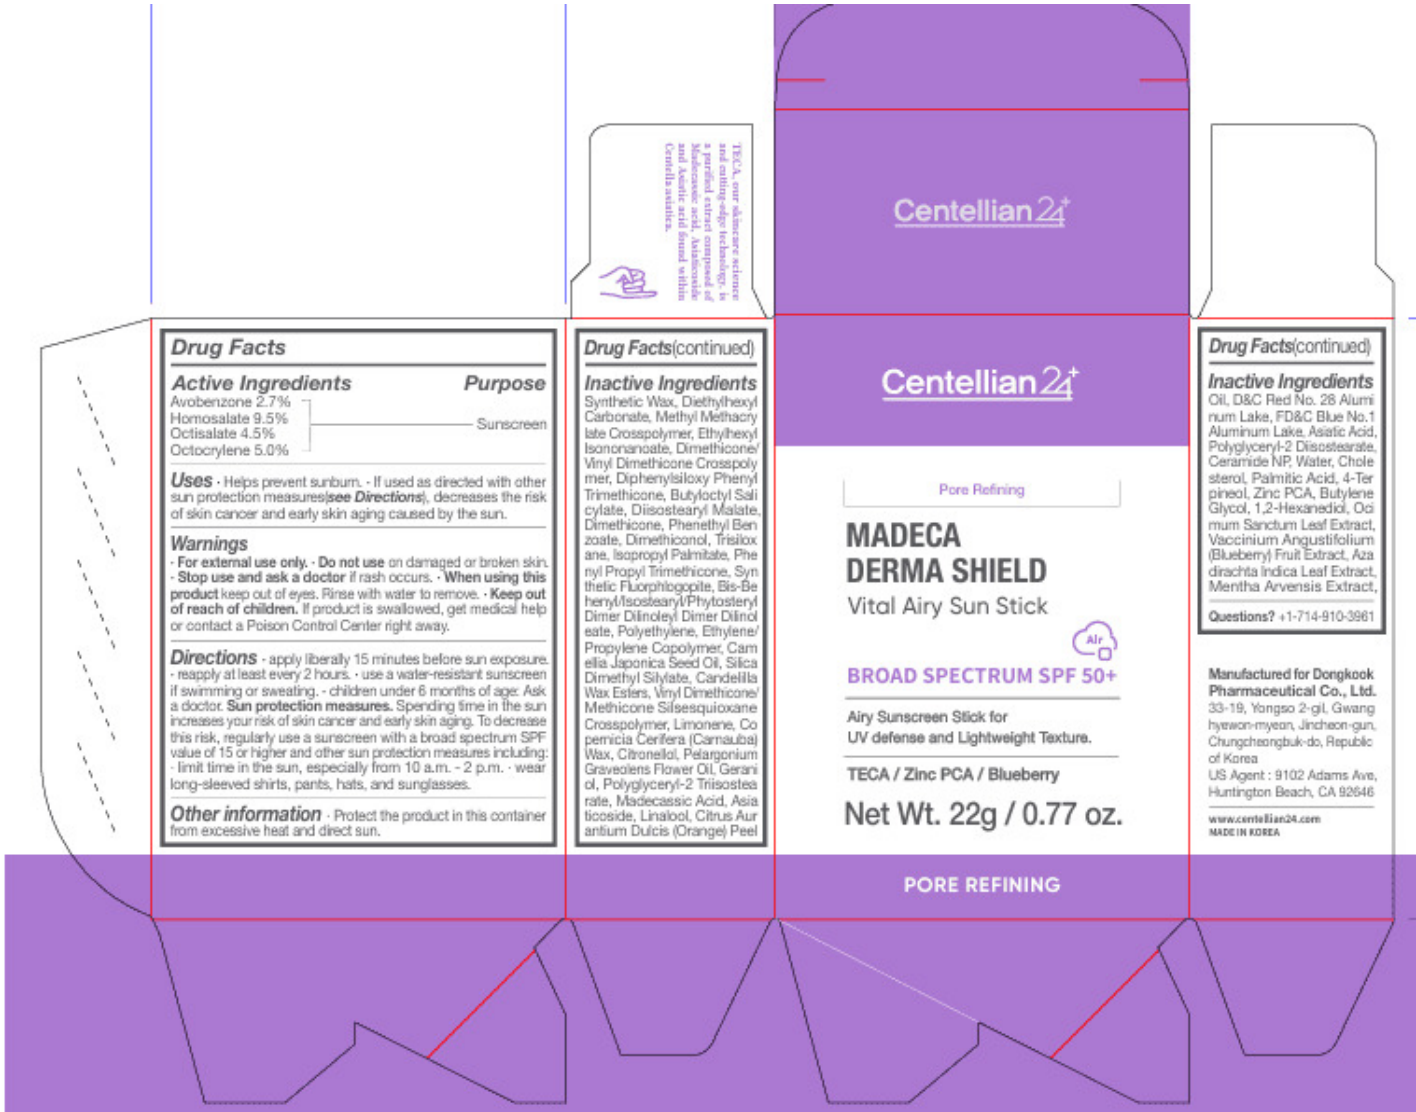 TECA, our skincare science
and cutting-edge technology, is
a purified extract composed of
Madecassic acid, Asiaticoside
and Asiatic acid found within
Centella asiatica.
Centellian24+
Drug Facts
Active Ingredients Purpose
Avobenzone 2.7%
Homosalate 9.5%
Octisalate 4.5%
Octocrylene 5.0%
Sunscreen
Uses · Helps prevent sunburn. · If used as directed with other
sun protection measures(see Directions), decreases the risk
of skin cancer and early skin aging caused by the sun.
Warnings
· For external use only. · Do not use on damaged or broken skin.
· Stop use and ask a doctor if rash occurs. · When using this
product keep out of eyes. Rinse with water to remove. · Keep out
of reach of children. If product is swallowed, get medical help
or contact a Poison Control Center right away.
Directions · apply liberally 15 minutes before sun exposure.
· reapply at least every 2 hours. · use a water-resistant sunscreen
if swimming or sweating. · children under 6 months of age: Ask
a doctor. Sun protection measures. Spending time in the sun
increases your risk of skin cancer and early skin aging. To decrease
this risk, regularly use a sunscreen with a broad spectrum SPF
value of 15 or higher and other sun protection measures including:
· limit time in the sun, especially from 10 a.m. - 2 p.m. · wear
long-sleeved shirts, pants, hats, and sunglasses.
Other information · Protect the product in this container
from excessive heat and direct sun.
Drug Facts(continued)
Inactive Ingredients
Synthetic Wax, Diethylhexyl
Carbonate, Methyl Methacry
late Crosspolymer, Ethylhexyl
Isononanoate, Dimethicone/
Vinyl Dimethicone Crosspoly
mer, Diphenylsiloxy Phenyl
Trimethicone, Butyloctyl Sali
cylate, Diisostearyl Malate,
Dimethicone, Phenethyl Ben
zoate, Dimethiconol, Trisilox
ane, Isopropyl Palmitate, Phe
nyl Propyl Trimethicone, Syn
thetic Fluorphlogopite, Bis-Be
henyl/Isostearyl/Phytosteryl
Dimer Dilinoleyl Dimer Dilinol
eate, Polyethylene, Ethylene/
Propylene Copolymer, Cam
ellia Japonica Seed Oil, Silica
Dimethyl Silylate, Candelilla
Wax Esters, Vinyl Dimethicone/
Methicone Silsesquioxane
Crosspolymer, Limonene, Co
pernicia Cerifera (Carnauba)
Wax, Citronellol, Pelargonium
Graveolens Flower Oil, Gerani
ol, Polyglyceryl-2 Triisostea
rate, Madecassic Acid, Asia
ticoside, Linalool, Citrus Aur
antium Dulcis (Orange) Peel
Centellian24+
Pore Refining
MADECA
DERMA SHIELD
Vital Airy Sun Stick
Air
BROAD SPECTRUM SPF 50+
Airy Sunscreen Stick for
UV defense and Lightweight Texture.
TECA / Zinc PCA / Blueberry
Net Wt. 22g / 0.77 oz.
PORE REFINING
Drug Facts(continued)
Inactive Ingredients
Oil, D&C Red No. 28 Alumi
num Lake, FD&C Blue No.1
Aluminum Lake, Asiatic Acid,
Polyglyceryl-2 Diisostearate,
Ceramide NP, Water, Chole
sterol, Palmitic Acid, 4-Ter
pineol, Zinc PCA, Butylene
Glycol, 1,2-Hexanediol, Oci
mum Sanctum Leaf Extract,
Vaccinium Angustifolium
(Blueberry) Fruit Extract, Aza
dirachta Indica Leaf Extract,
Mentha Arvensis Extract,
Questions? +1-714-910-3961
Manufactured for Dongkook
Pharmaceutical Co., Ltd.
33-19, Yongso 2-gil, Gwang
hyewon-myeon, Jincheon-gun,
Chungcheongbuk-do, Republic
of Korea
US Agent : 9102 Adams Ave,
Huntington Beach, CA 92646
www.centellian24.com
MADE IN KOREA